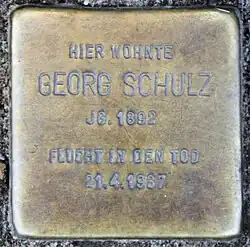 HIER WOHNTE
GEORG SCHULZ
JG. 1892
FLUCHT IN DEN TOD
21.4.1937